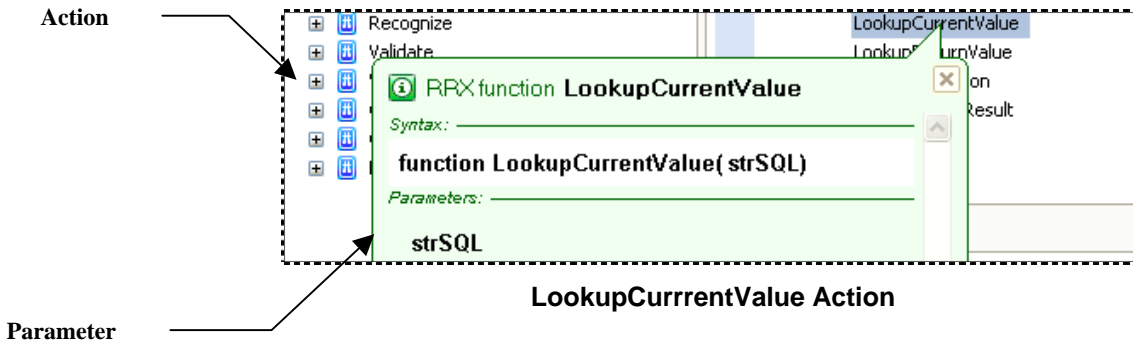 Action
Recognize
Validate
LookupCurrentValue
RRX function LookupCurrentValue
Syntax:
function LookupCurrentValue( strSQL)
Parameters:
strSQL
LookupCurrrentValue Action
Parameter